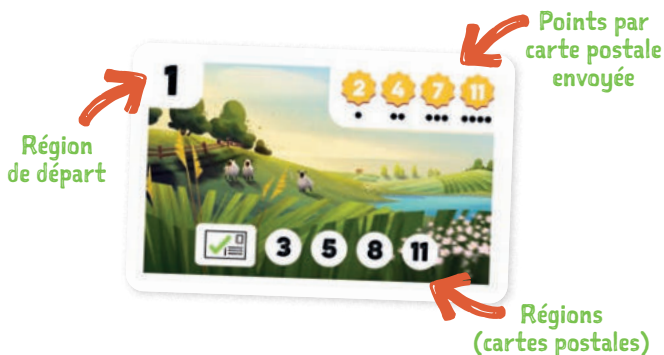 Points par
carte postale
envoyée
1
2 4 7 11
Région
de départ
3 5 8 11
Régions
(cartes postales)